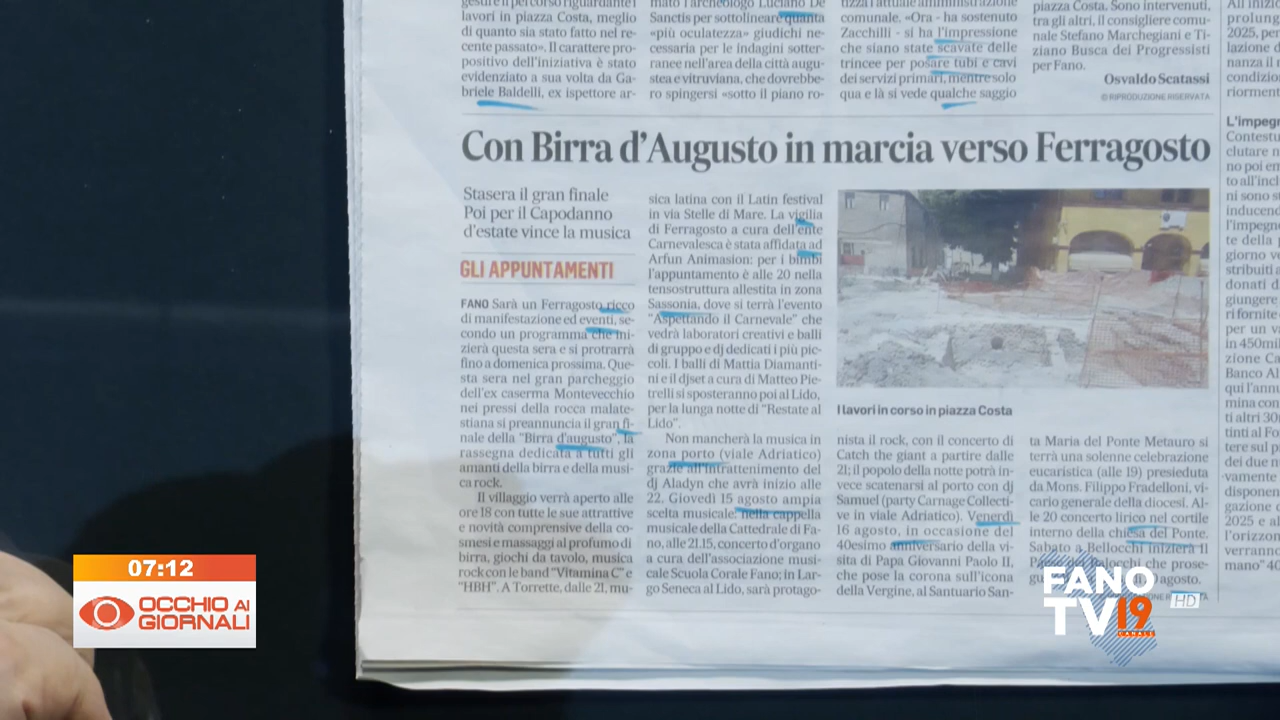 gesure il percorso riguardante i
lavori in piazza Costa, meglio
di quanto sia stato fatto nel re-
cente passato». Il carattere pro-
positivo dell'iniziativa è stato
evidenziato a sua volta da Ga-
briele Baldelli, ex ispettore ar-
mato l'archeologo Luciano De
Sanctis per sottolineare quanta
«più oculatezza» giudichi ne-
cessaria per le indagini sotter-
ranee nell'area della città augu-
stea e vitruviana, che dovrebbe-
ro spingersi «sotto il piano ro-
tizza l'attuale amministrazione
comunale. «Ora - ha sostenuto
Zacchilli - si ha l'impressione
che siano state scavate delle
trincee per posare tubi e cavi
dei servizi primari, mentre solo
qua e là si vede qualche saggio
piazza Costa. Sono intervenuti,
tra gli altri, il consigliere comu-
nale Stefano Marchegiani e Ti-
ziano Busca dei Progressisti
per Fano.
Osvaldo Scatassi
© RIPRODUZIONE RISERVATA
Con Birra d'Augusto in marcia verso Ferragosto
Stasera il gran finale
Poi per il Capodanno
d'estate vince la musica
GLI APPUNTAMENTI
FANO Sarà un Ferragosto ricco
di manifestazione ed eventi, se-
condo un programma che ini-
zierà questa sera e si protrarrà
fino a domenica prossima. Que-
sta sera nel gran parcheggio
dell'ex caserma Montevecchio
nei pressi della rocca malate-
stiana si preannuncia il gran fi-
nale della "Birra d'augusto", la
rassegna dedicata a tutti gli
amanti della birra e della musi-
ca rock.
Il villaggio verrà aperto alle
ore 18 con tutte le sue attrattive
e novità comprensive della co-
smesi e massaggi al profumo di
birra, giochi da tavolo, musica
rock con le band "Vitamina C" e
"HBH". A Torrette, dalle 21, mu-
sica latina con il Latin festival
in via Stelle di Mare. La vigilia
di Ferragosto a cura dell'ente
Carnevalesca è stata affidata ad
Arfun Animasion: per i bimbi
l'appuntamento è alle 20 nella
tensostruttura allestita in zona
Sassonia, dove si terrà l'evento
"Aspettando il Carnevale" che
vedrà laboratori creativi e balli
di gruppo e dj dedicati i più pic-
coli. I balli di Mattia Diamanti-
ni e il djset a cura di Matteo Pie-
trelli si sposteranno poi al Lido,
per la lunga notte di "Restate al
Lido".
Non mancherà la musica in
zona porto (viale Adriatico)
grazie all'intrattenimento del
dj Aladyn che avrà inizio alle
22. Giovedì 15 agosto ampia
scelta musicale: nella cappella
musicale della Cattedrale di Fa-
no, alle 21.15, concerto d'organo
a cura dell'associazione musi-
cale Scuola Corale Fano; in Lar-
go Seneca al Lido, sarà protago-
I lavori in corso in piazza Costa
nista il rock, con il concerto di
Catch the giant a partire dalle
21; il popolo della notte potrà in-
vece scatenarsi al porto con dj
Samuel (party Carnage Collecti-
ve in viale Adriatico). Venerdì
16 agosto, in occasione del
40esimo anniversario della vi-
sita di Papa Giovanni Paolo II,
che pose la corona sull'icona
della Vergine, al Santuario San-
ta Maria del Ponte Metauro si
terrà una solenne celebrazione
eucaristica (alle 19) presieduta
da Mons. Filippo Fradelloni, vi-
cario generale della diocesi. Al-
le 20 concerto lirico nel cortile
interno della chiesa del Ponte.
Sabato a Bellocchi inizierà il
che prose-
agosto.
2025, per
07:12
OCCHIO AI
GIORNALI
FANO
TV 19
CANALE
HD